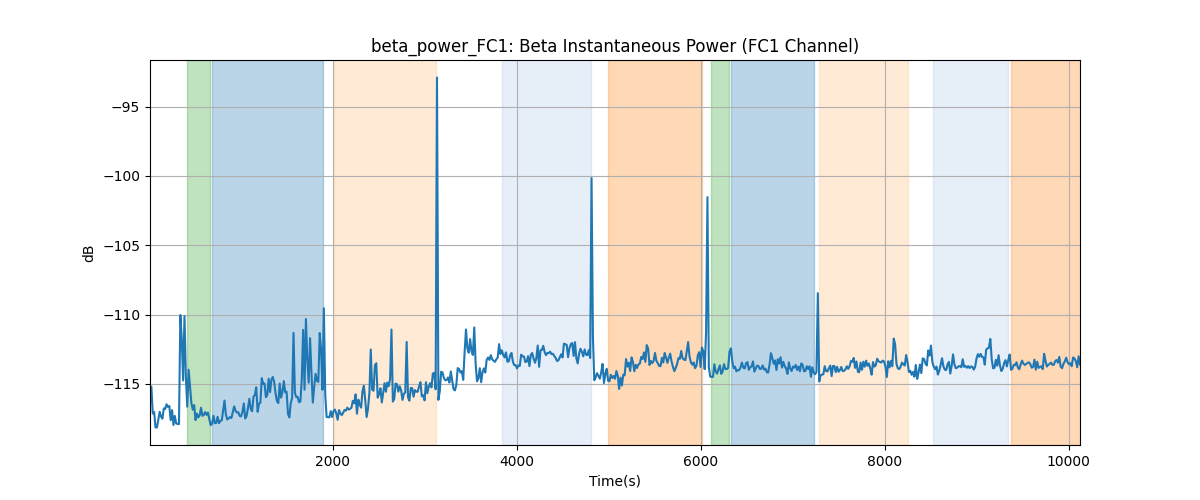 beta_power_FC1: Beta Instantaneous Power (FC1 Channel)
−95
−100
−105
−110
−115
dB
2000 4000 6000 8000 10000
Time(s)